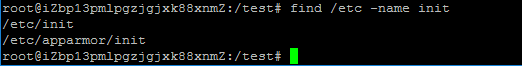 root@iZbp13pmlpgzjgjxk88xnmZ:/test# find /etc -name init
/etc/init
/etc/apparmor/init
root@iZbp13pmlpgzjgjxk88xnmZ:/test#